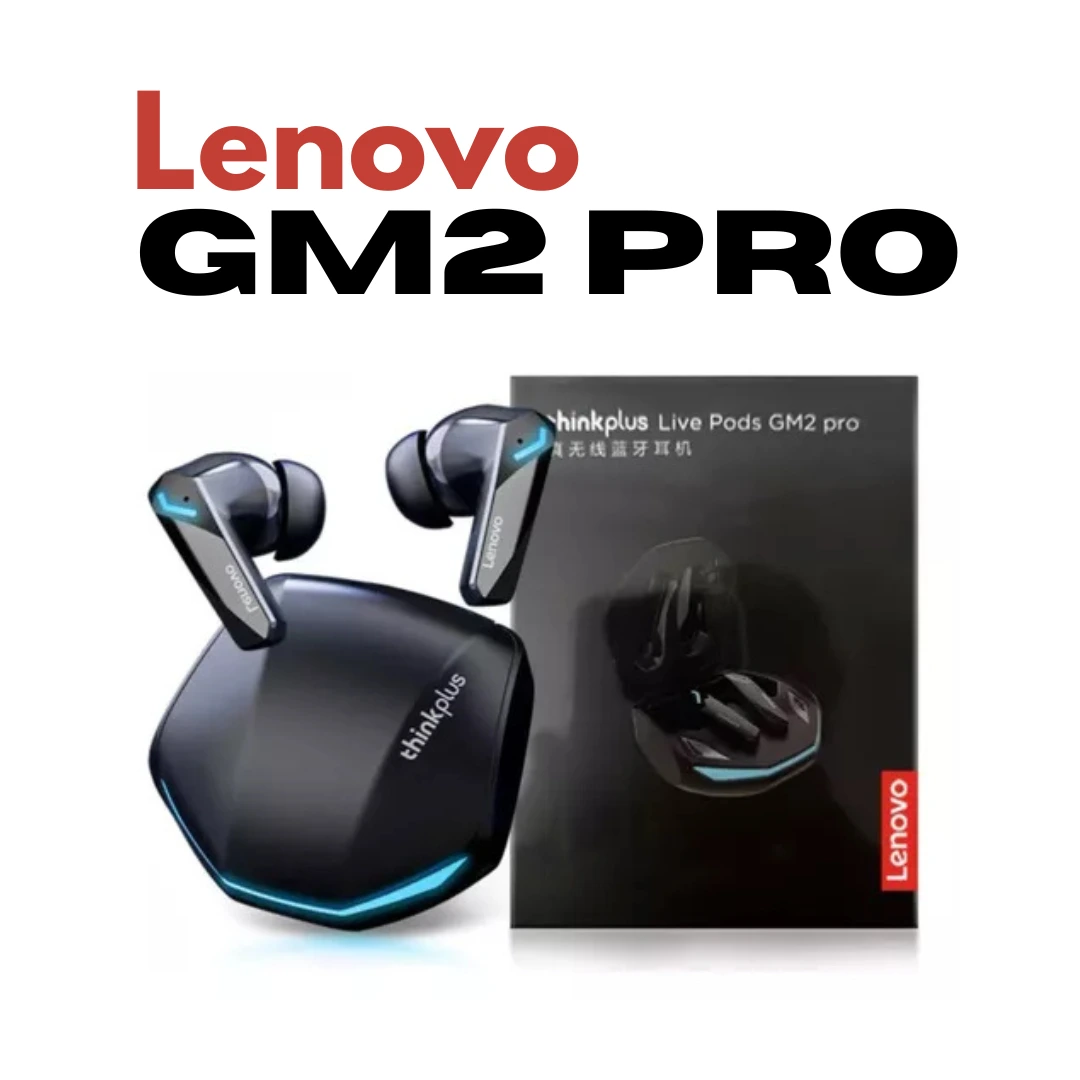 Lenovo
GM2 PRO
thinkplus Live Pods GM2 pro
真无线蓝牙耳机
Lenovo
Lenovo
thinkplus
Lenovo